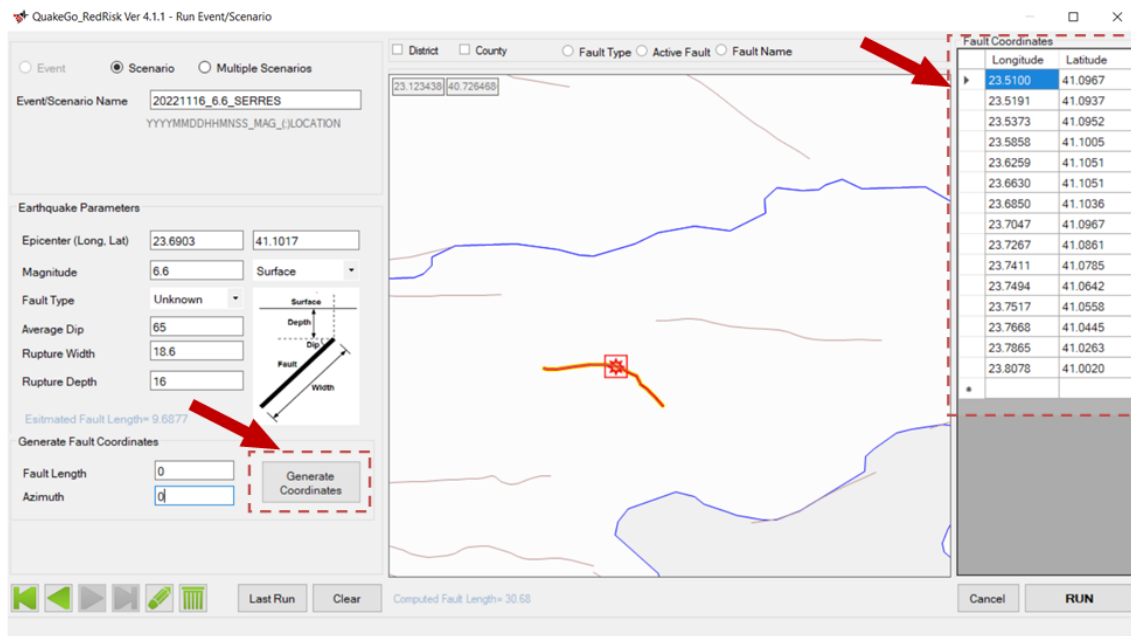 QuakeGo_RedRisk Ver 4.1.1 - Run Event/Scenario
Event Scenario Multiple Scenarios
Event/Scenario Name 20221116_6.6_SERRES
YYYYMMDDHHMNSS_MAG_(:)LOCATION
Earthquake Parameters
Epicenter (Long, Lat) 23.6903 41.1017
Magnitude 6.6 Surface
Fault Type Unknown
Average Dip 65
Rupture Width 18.6
Rupture Depth 16
Surface
Depth
Dip
Fault
Width
Esitmated Fault Length= 9.6877
Generate Fault Coordinates
Fault Length 0
Azimuth 0
Generate
Coordinates
Last Run Clear
District County Fault Type Active Fault Fault Name
23.123438 40.726468
Computed Fault Length= 30.68
Fault Coordinates
Longitude Latitude
23.5100 41.0967
23.5191 41.0937
23.5373 41.0952
23.5858 41.1005
23.6259 41.1051
23.6630 41.1051
23.6850 41.1036
23.7047 41.0967
23.7267 41.0861
23.7411 41.0785
23.7494 41.0642
23.7517 41.0558
23.7668 41.0445
23.7865 41.0263
23.8078 41.0020
*
Cancel RUN